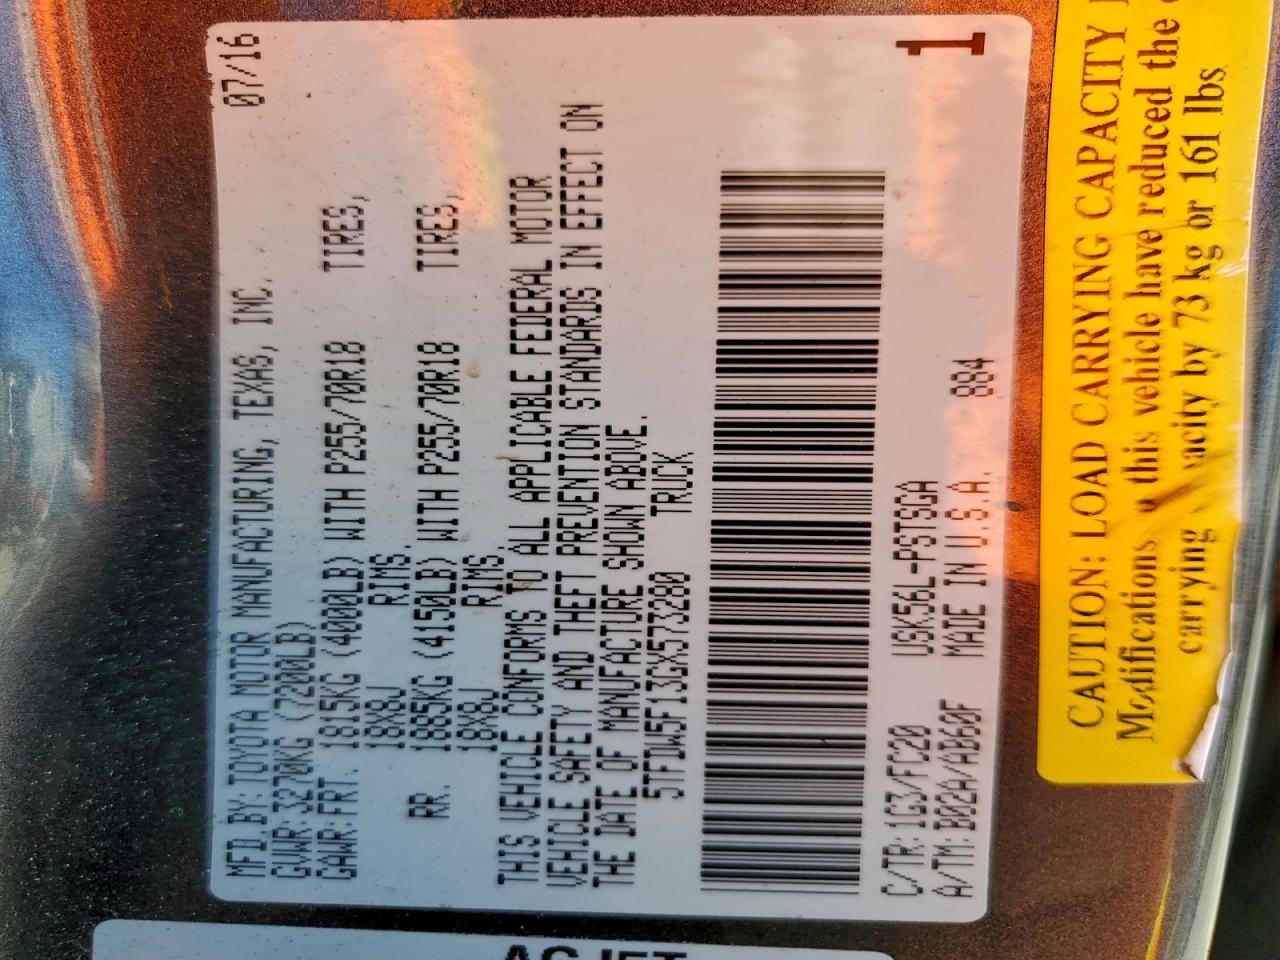 MFD.BY: TOYOTA MOTOR MANUFACTURING, TEXAS, INC. 07/16
GVWR: 3270KG (7200LB)
GAWR: FRT. 1815KG (4000LB) WITH P255/70R18 TIRES,
18X8J RIMS.
RR. 1885KG (4150LB) WITH P255/70R18 TIRES,
18X8J RIMS.
THIS VEHICLE CONFORMS TO ALL APPLICABLE FEDERAL MOTOR
VEHICLE SAFETY AND THEFT PREVENTION STANDARDS IN EFFECT ON
THE DATE OF MANUFACTURE SHOWN ABOVE.
5TFDW5F13GX573280 TRUCK
C/TR: 1G3/FC20 USK56L-PSTSGA
A/TM: B02A/AB60F MADE IN U.S.A. 884
1
CAUTION: LOAD CARRYING CAPACITY
Modifications this vehicle have reduced the
carrying by 73 kg or 161 lbs